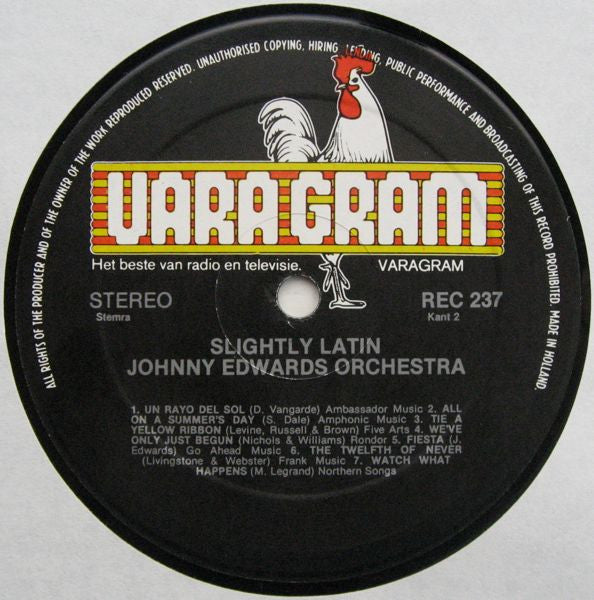 ALL RIGHTS OF THE PRODUCER AND OF THE OWNER OF THE WORK REPRODUCED RESERVED. UNAUTHORISED COPYING, HIRING, LENDING, PUBLIC PERFORMANCE AND BROADCASTING OF THIS RECORD PROHIBITED. MADE IN HOLLAND.
VARAGRAM
Het beste van radio en televisie. VARAGRAM
STEREO REC 237
Stemra Kant 2
SLIGHTLY LATIN
JOHNNY EDWARDS ORCHESTRA
1. UN RAYO DEL SOL (D. Vangarde) Ambassador Music 2. ALL
ON A SUMMER'S DAY (S. Dale) Amphonic Music 3. TIE A
YELLOW RIBBON (Levine, Russell & Brown) Five Arts 4. WE'VE
ONLY JUST BEGUN (Nichols & Williams) Rondor 5. FIESTA (J.
Edwards) Go Ahead Music 6. THE TWELFTH OF NEVER
(Livingstone & Webster) Frank Music 7. WATCH WHAT
HAPPENS (M. Legrand) Northern Songs